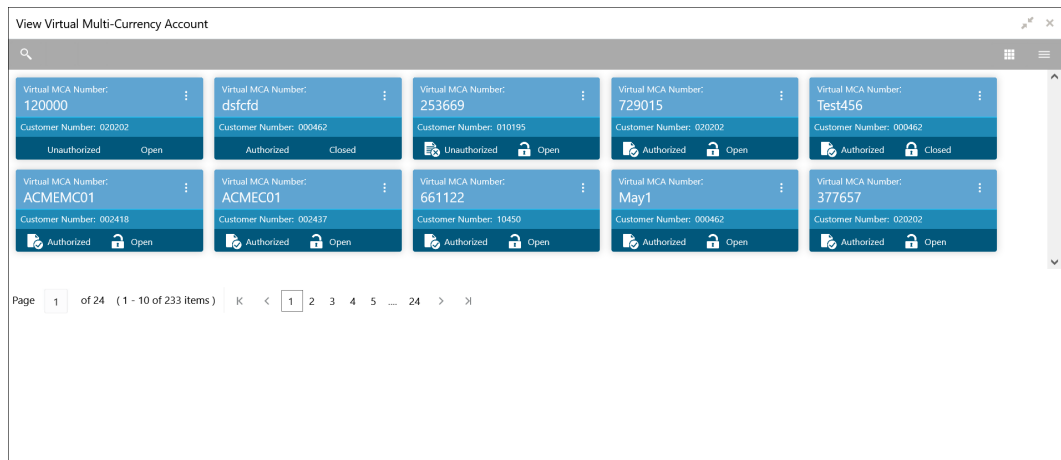 View Virtual Multi-Currency Account
Virtual MCA Number: Virtual MCA Number: Virtual MCA Number: Virtual MCA Number: Virtual MCA Number:
120000 dsfcfd 253669 729015 Test456
Customer Number: 020202 Customer Number: 000462 Customer Number: 010195 Customer Number: 020202 Customer Number: 000462
Unauthorized Open Authorized Closed Unauthorized Open Authorized Open Authorized Closed
Virtual MCA Number: Virtual MCA Number: Virtual MCA Number: Virtual MCA Number: Virtual MCA Number:
ACMEMC01 ACMEC01 661122 May1 377657
Customer Number: 002418 Customer Number: 002437 Customer Number: 10450 Customer Number: 000462 Customer Number: 020202
Authorized Open Authorized Open Authorized Open Authorized Open Authorized Open
Page 1 of 24 (1 - 10 of 233 items) 1 2 3 4 5 .... 24